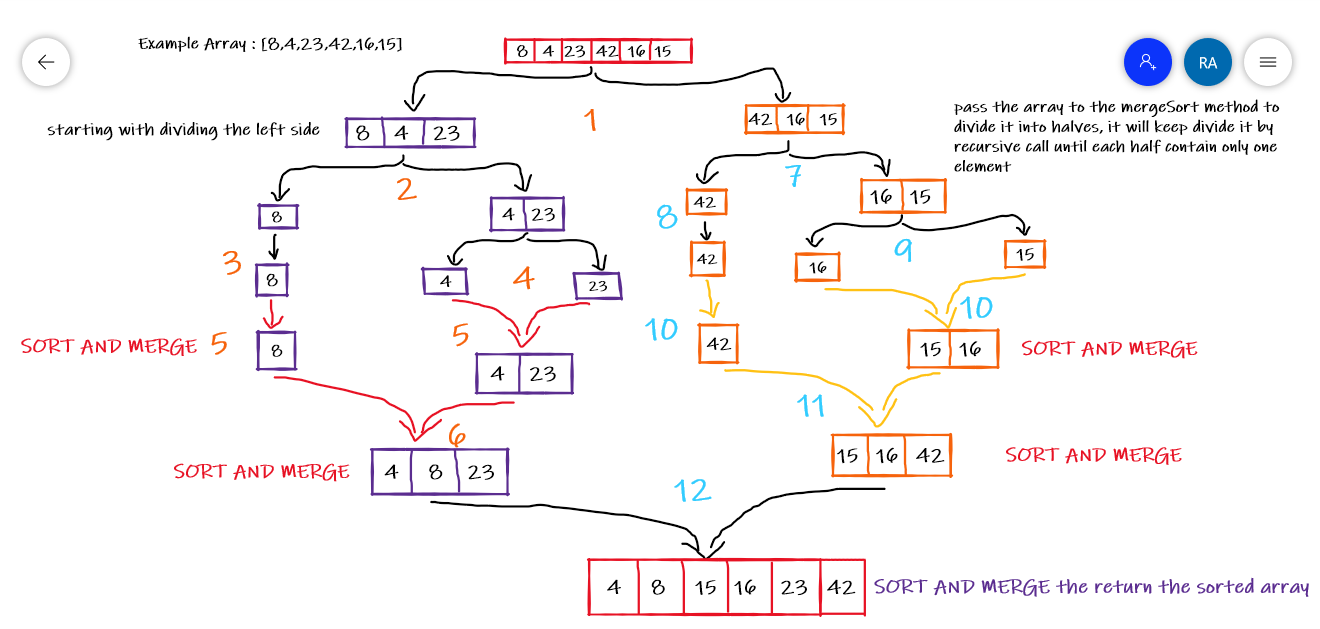 Example Array : [8,4,23,42,16,15]
8 4 23 42 16 15
RA
starting with dividing the left side
8 4 23
1
42 16 15
pass the array to the mergeSort method to
divide it into halves, it will keep divide it by
recursive call until each half contain only one
element
2
7
8
4 23
8
42
16 15
3
8
4
4
23
42
9
16
15
SORT AND MERGE 5
8
5
4 23
10
42
10
15 16
SORT AND MERGE
11
6
SORT AND MERGE
4 8 23
15 16 42
SORT AND MERGE
12
4 8 15 16 23 42
SORT AND MERGE the return the sorted array